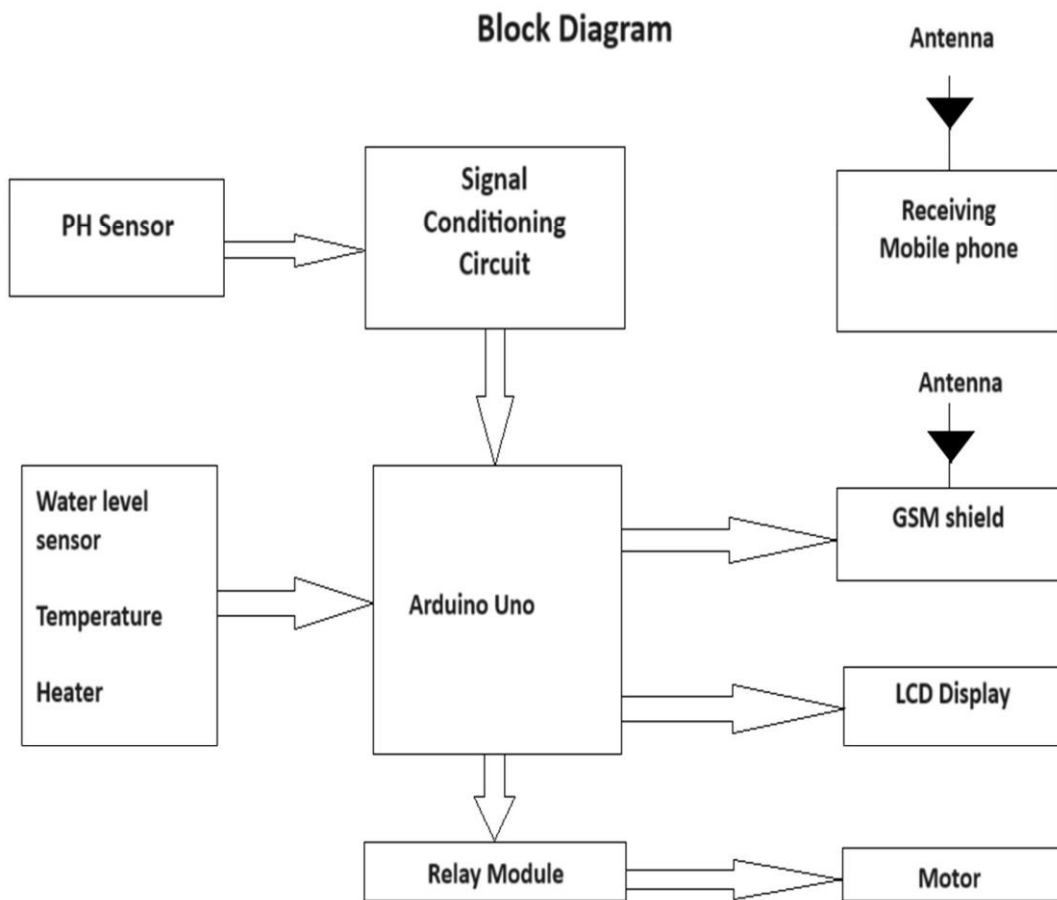 Block Diagram
Antenna
PH Sensor
Signal
Conditioning
Circuit
Receiving
Mobile phone
Antenna
Water level
sensor
Temperature
Heater
Arduino Uno
GSM shield
LCD Display
Relay Module
Motor